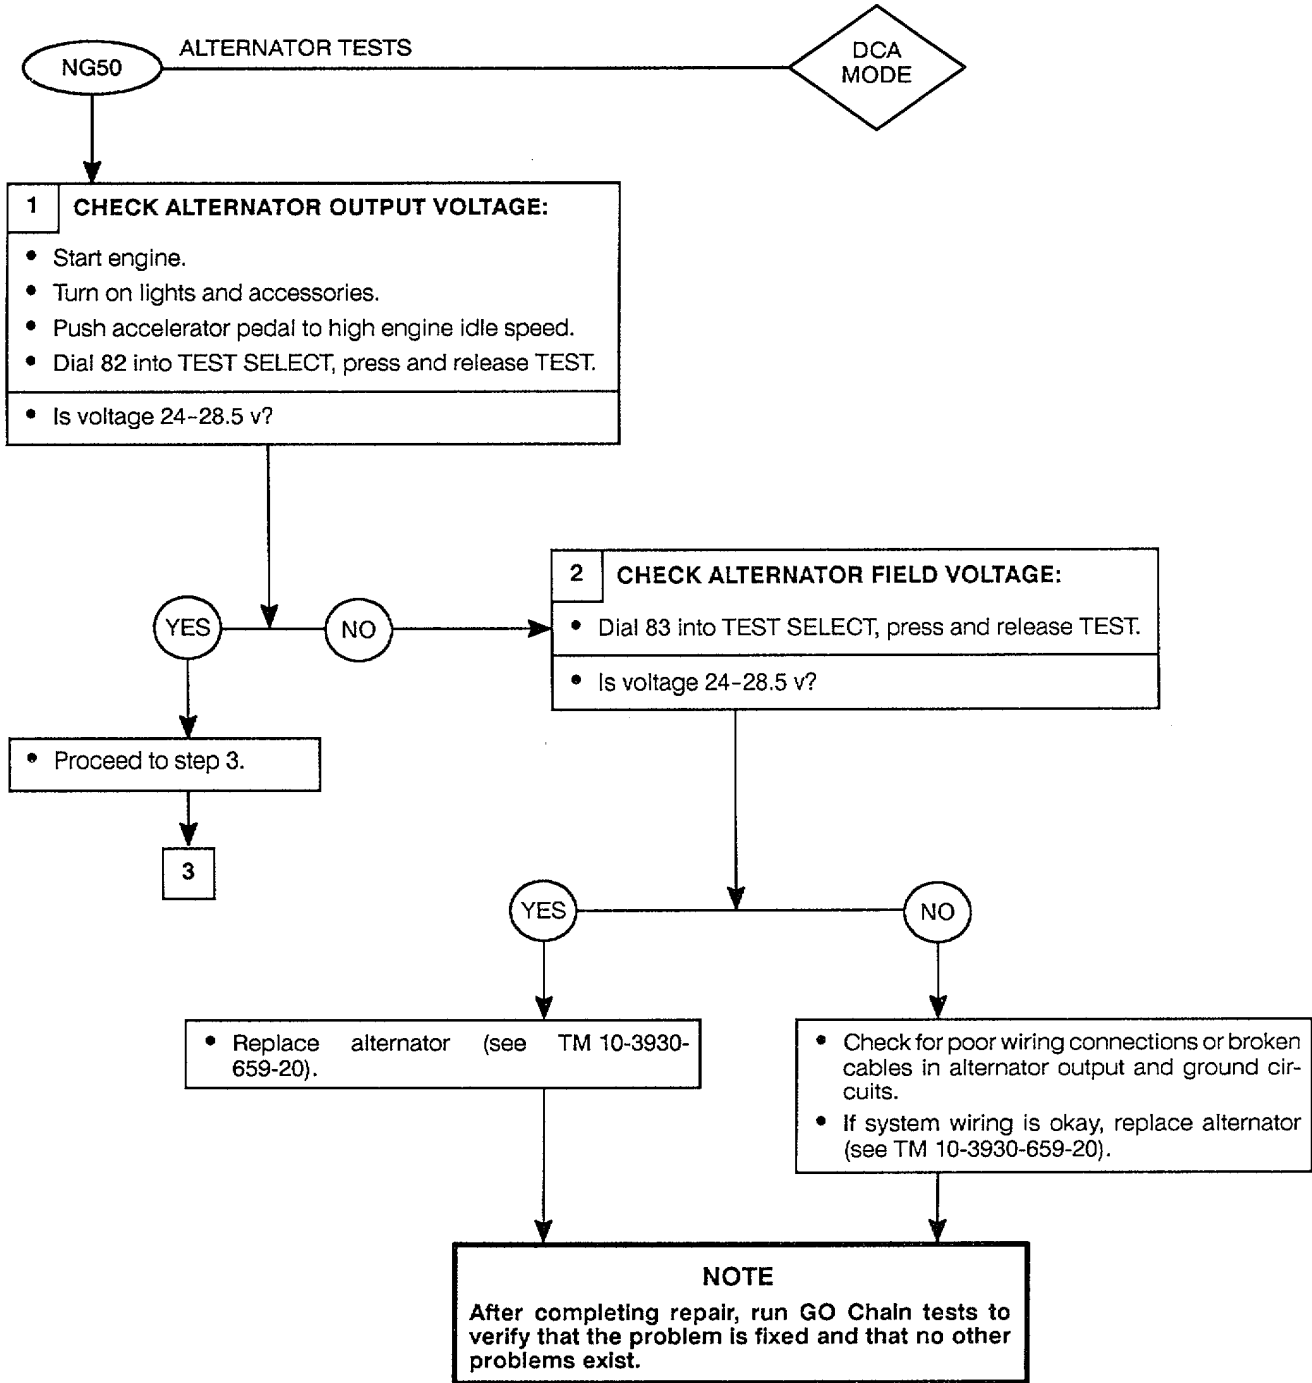 NG50
ALTERNATOR TESTS
DCA
MODE
1
CHECK ALTERNATOR OUTPUT VOLTAGE:
• Start engine.
• Turn on lights and accessories.
• Push accelerator pedal to high engine idle speed.
• Dial 82 into TEST SELECT, press and release TEST.
• Is voltage 24-28.5 v?
YES
NO
2
CHECK ALTERNATOR FIELD VOLTAGE:
• Dial 83 into TEST SELECT, press and release TEST.
• Is voltage 24-28.5 v?
• Proceed to step 3.
3
YES
NO
• Replace alternator (see TM 10-3930-
659-20).
• Check for poor wiring connections or broken
cables in alternator output and ground cir-
cuits.
• If system wiring is okay, replace alternator
(see TM 10-3930-659-20).
NOTE
After completing repair, run GO Chain tests to
verify that the problem is fixed and that no other
problems exist.